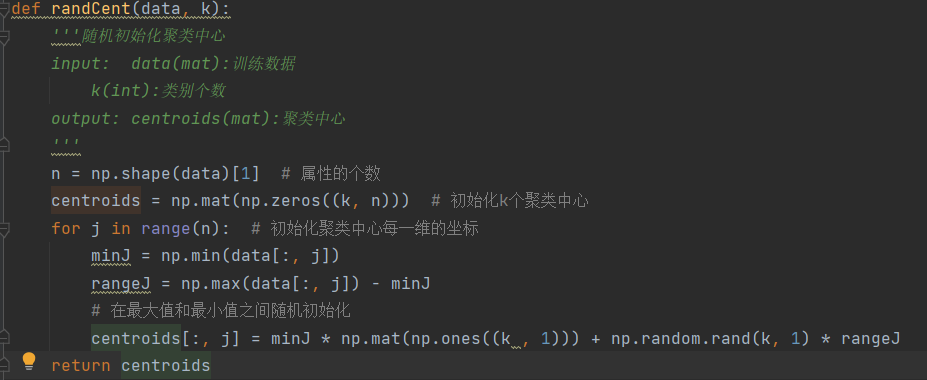 def randCent(data, k):
    '''随机初始化聚类中心
    input:  data(mat):训练数据
        k(int):类别个数
    output: centroids(mat):聚类中心
    '''
    n = np.shape(data)[1]  # 属性的个数
    centroids = np.mat(np.zeros((k, n)))  # 初始化k个聚类中心
    for j in range(n):  # 初始化聚类中心每一维的坐标
        minJ = np.min(data[:, j])
        rangeJ = np.max(data[:, j]) - minJ
        # 在最大值和最小值之间随机初始化
        centroids[:, j] = minJ * np.mat(np.ones((k , 1))) + np.random.rand(k, 1) * rangeJ
    return centroids